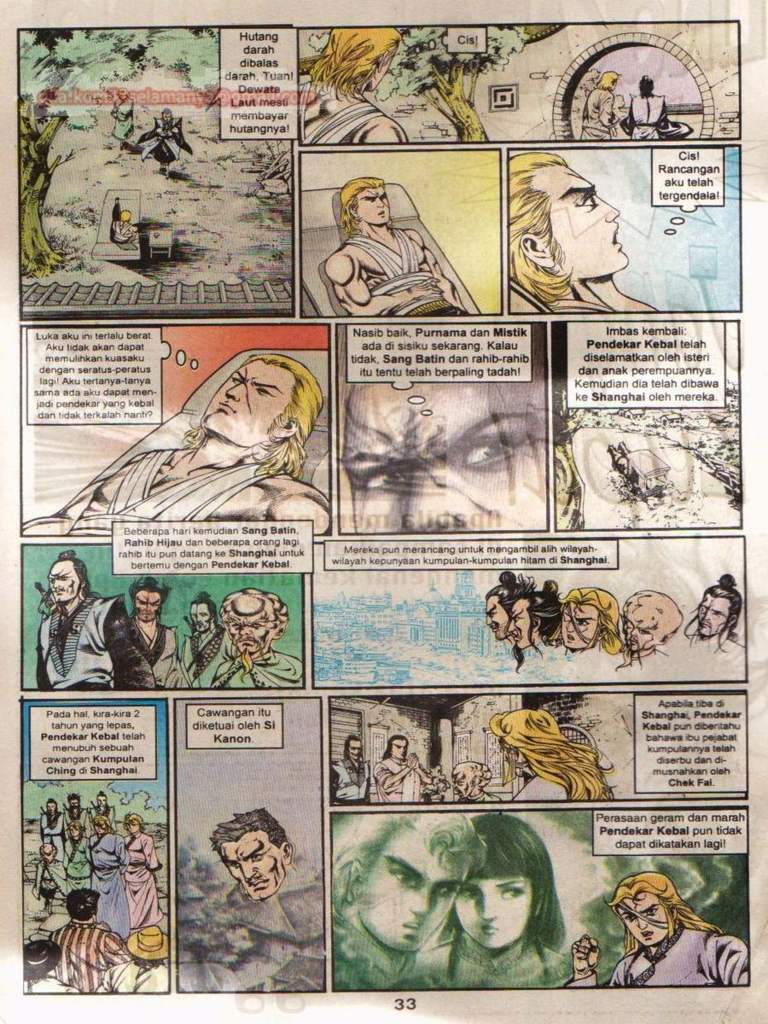 Hutang
darah
dibalas
darah, Tuan!
Dewata
Laut mesti
membayar
hutangnya!
Cis!
Cis!
Rancangan
aku telah
tergendala!
Luka aku ini terlalu berat.
Aku tidak akan dapat
memulihkan kuasaku
dengan seratus-peratus
lagi! Aku tertanya-tanya
sama ada aku dapat men-
jadi pendekar yang kebal
dan tidak terkalah nanti?
Nasib baik, Purnama dan Mistik
ada di sisiku sekarang. Kalau
tidak, Sang Batin dan rahib-rahib
itu tentu telah berpaling tadah!
Imbas kembali:
Pendekar Kebal telah
diselamatkan oleh isteri
dan anak perempuannya.
Kemudian dia telah dibawa
ke Shanghai oleh mereka.
Beberapa hari kemudian Sang Batin,
Rahib Hijau dan beberapa orang lagi
rahib itu pun datang ke Shanghai untuk
bertemu dengan Pendekar Kebal.
Mereka pun merancang untuk mengambil alih wilayah-
wilayah kepunyaan kumpulan-kumpulan hitam di Shanghai.
Pada hal, kira-kira 2
tahun yang lepas,
Pendekar Kebal telah
menubuh sebuah
cawangan Kumpulan
Ching di Shanghai.
Cawangan itu
diketuai oleh Si
Kanon.
Apabila tiba di
Shanghai, Pendekar
Kebal pun diberitahu
bahawa ibu pejabat
kumpulannya telah
diserbu dan di-
musnahkan oleh
Chek Fai.
Perasaan geram dan marah
Pendekar Kebal pun tidak
dapat dikatakan lagi!
33